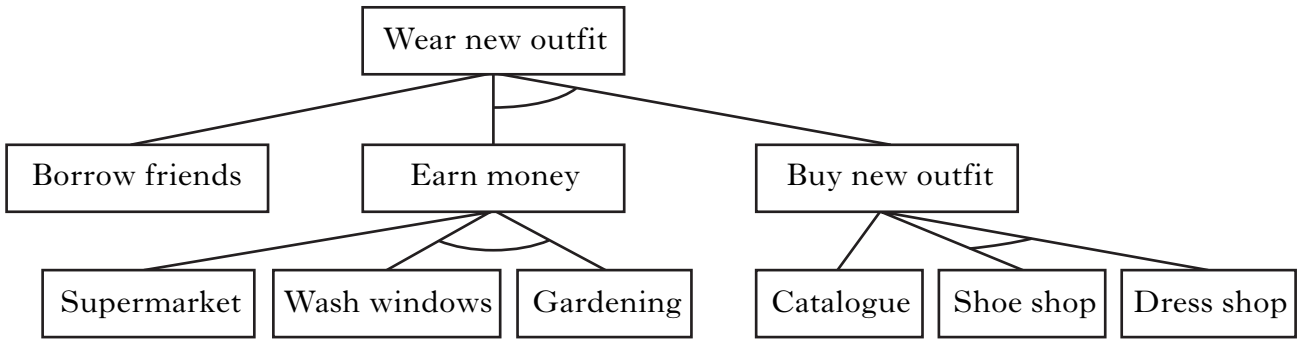 Wear new outfit
Borrow friends
Earn money
Buy new outfit
Supermarket
Wash windows
Gardening
Catalogue
Shoe shop
Dress shop